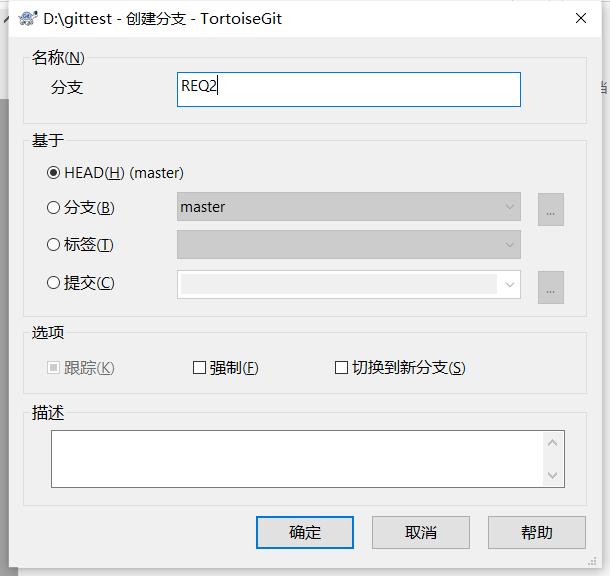 D:\gittest - 创建分支 - TortoiseGit
名称(N)
分支 REQ2
基于
HEAD(H) (master)
分支(B) master ...
标签(T)
提交(C) ...
选项
跟踪(K) 强制(F) 切换到新分支(S)
描述
确定 取消 帮助